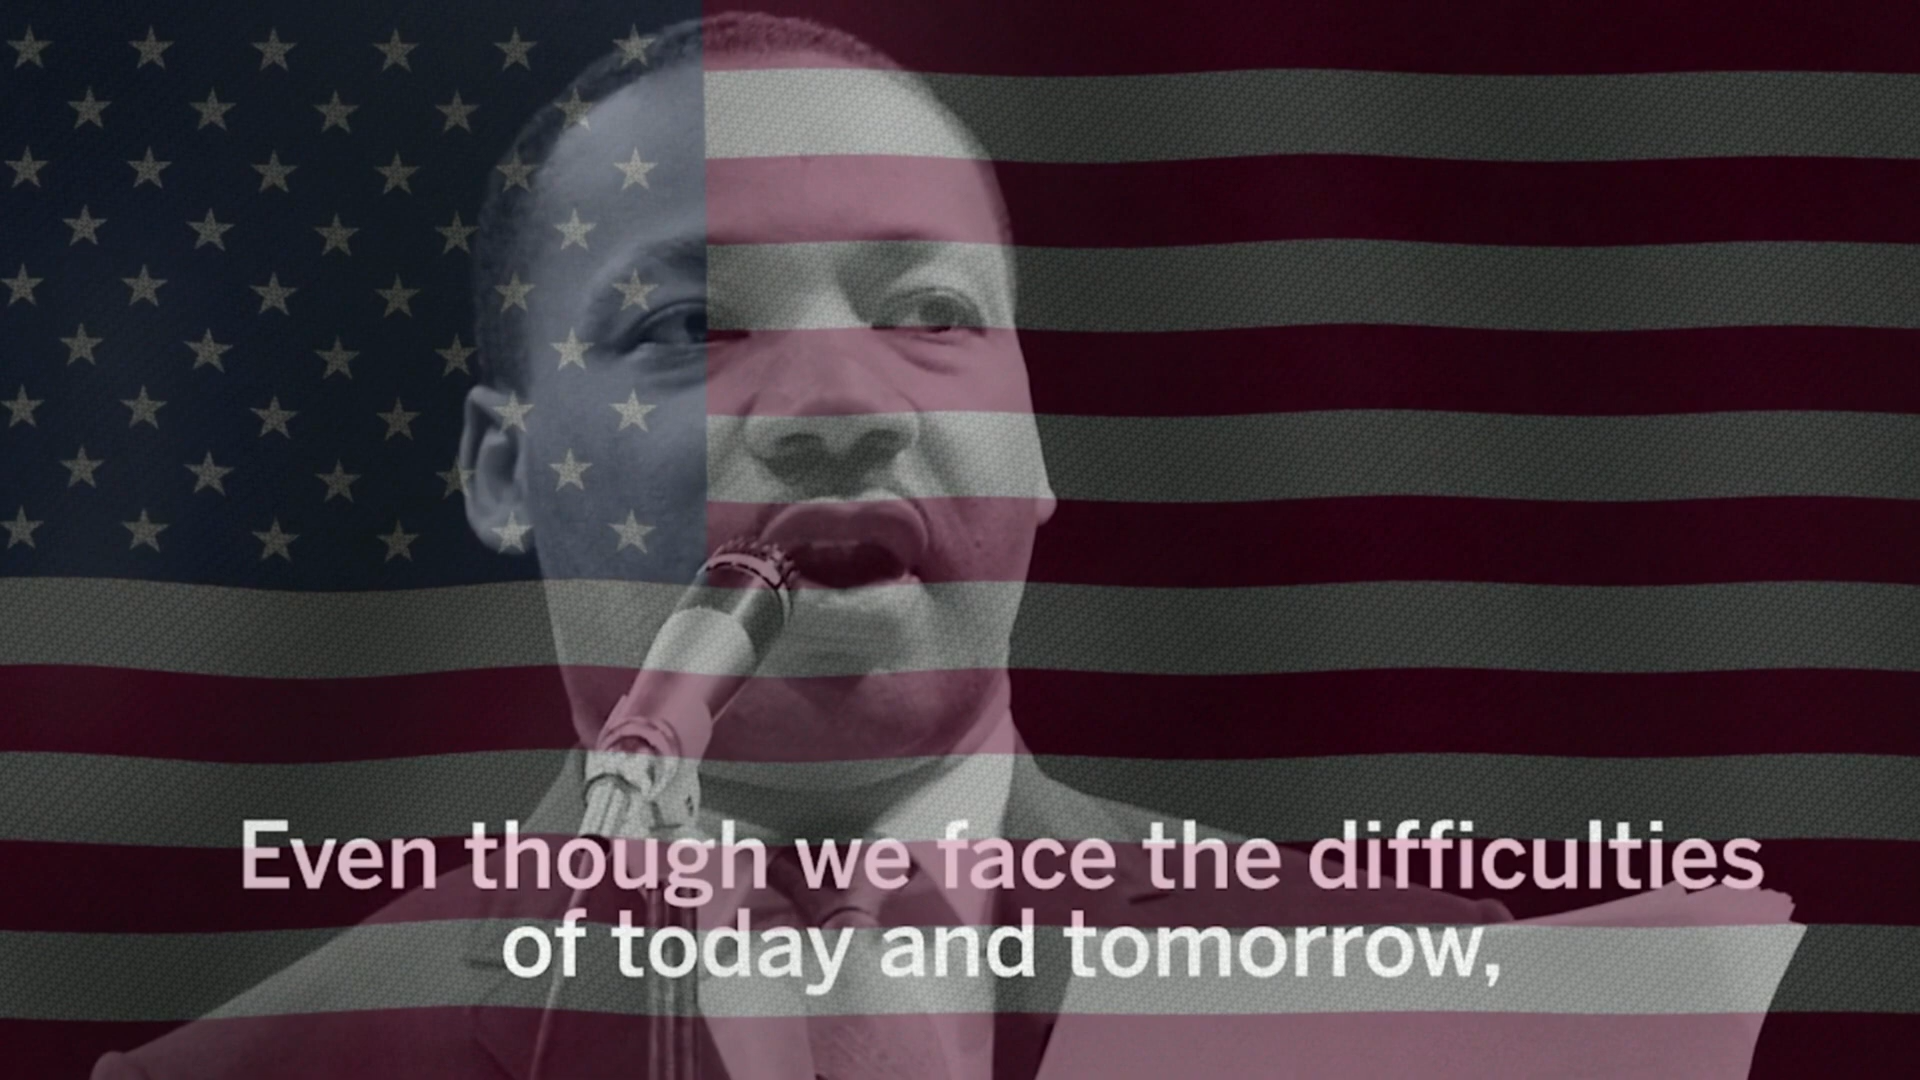 Even though we face the difficulties
of today and tomorrow,